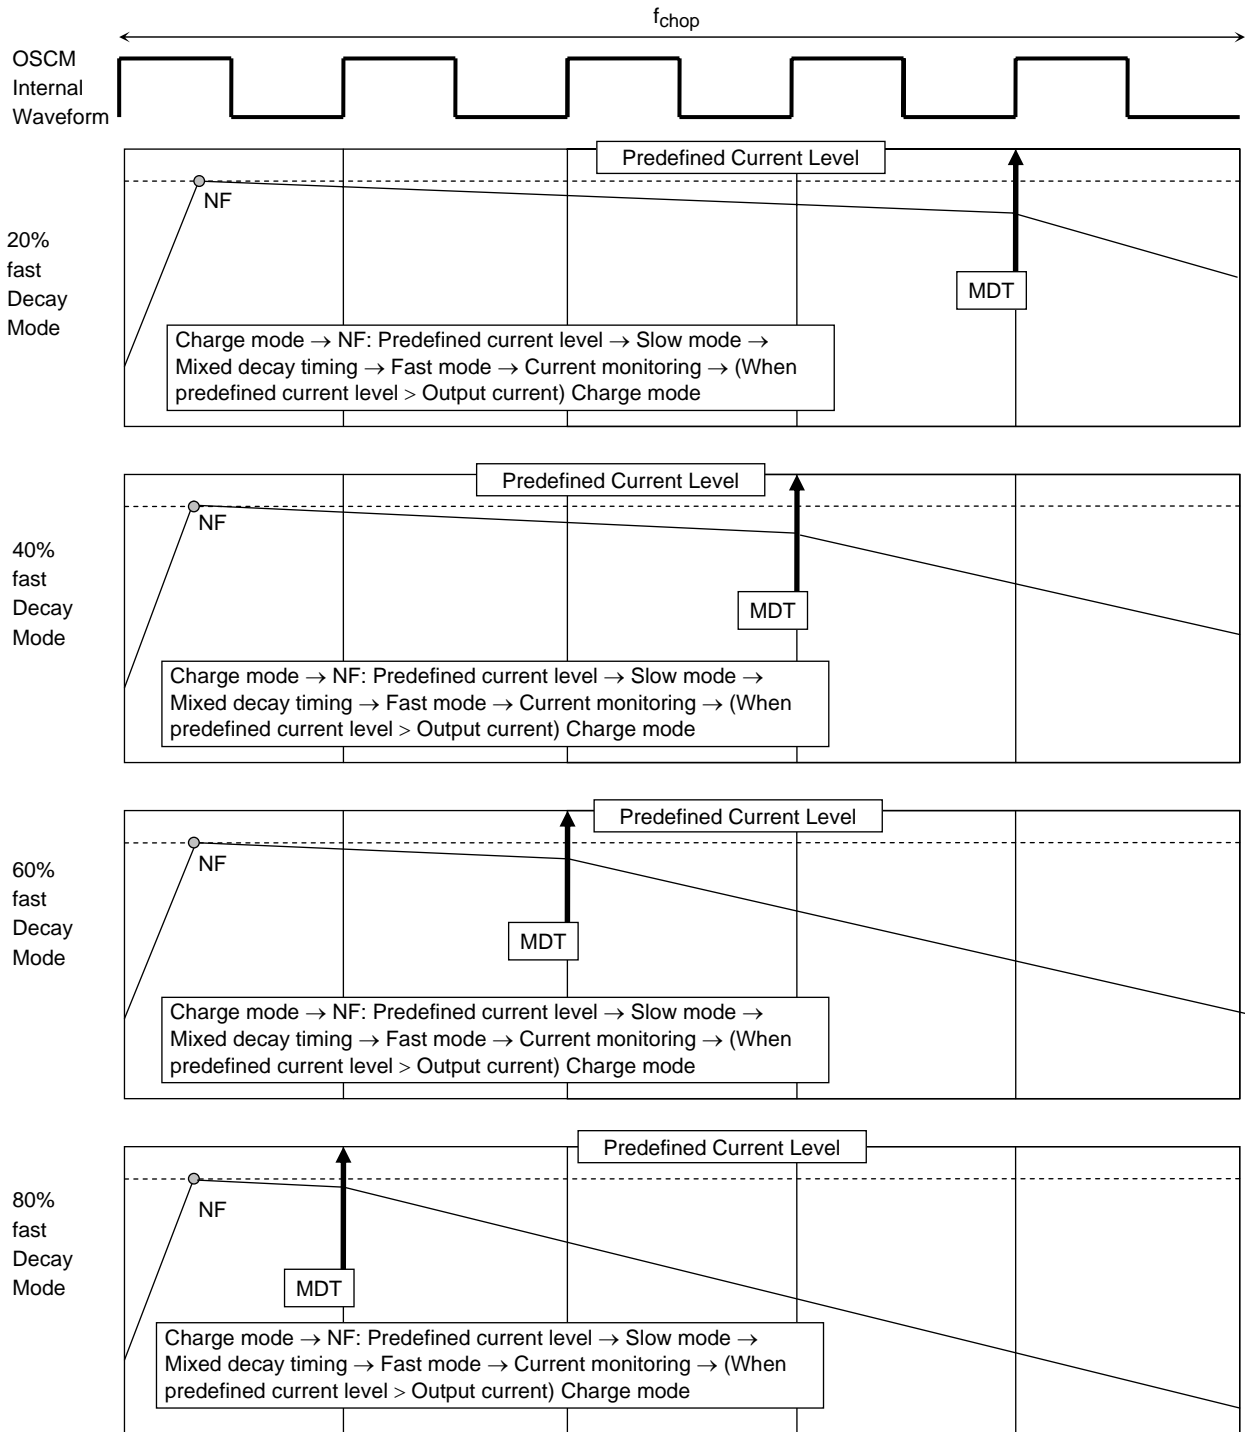 fchop
OSCM
Internal
Waveform
Predefined Current Level
NF
20%
fast
Decay
Mode
MDT
Charge mode → NF: Predefined current level → Slow mode →
Mixed decay timing → Fast mode → Current monitoring → (When
predefined current level > Output current) Charge mode
Predefined Current Level
NF
40%
fast
Decay
Mode
MDT
Charge mode → NF: Predefined current level → Slow mode →
Mixed decay timing → Fast mode → Current monitoring → (When
predefined current level > Output current) Charge mode
Predefined Current Level
NF
60%
fast
Decay
Mode
MDT
Charge mode → NF: Predefined current level → Slow mode →
Mixed decay timing → Fast mode → Current monitoring → (When
predefined current level > Output current) Charge mode
Predefined Current Level
NF
80%
fast
Decay
Mode
MDT
Charge mode → NF: Predefined current level → Slow mode →
Mixed decay timing → Fast mode → Current monitoring → (When
predefined current level > Output current) Charge mode